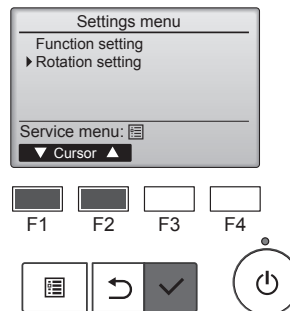 Settings menu
Function setting
Rotation setting
Service menu:
▼ Cursor ▲
F1 F2 F3 F4